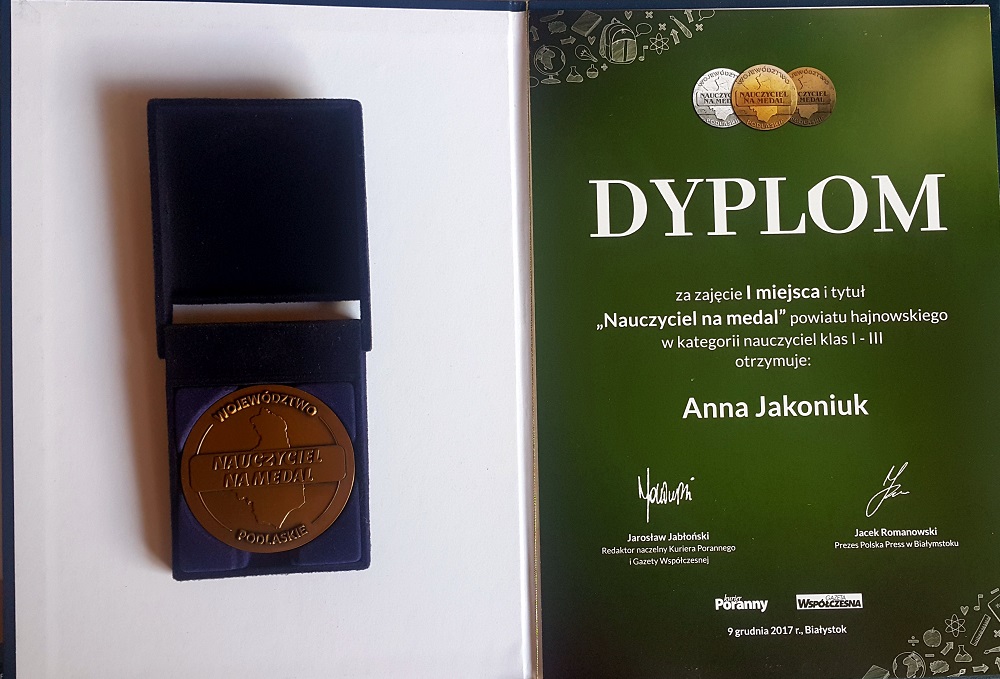 WOJEWÓDZTWO
NAUCZYCIEL
NA MEDAL
PODLASKIE
WOJEWÓDZTWO
NAUCZYCIEL
NA MEDAL
PODLASKIE
DYPLOM
za zajęcie I miejsca i tytuł
„Nauczyciel na medal” powiatu hajnowskiego
w kategorii nauczyciel klas I - III
otrzymuje:
Anna Jakoniuk
Jarosław Jabłoński
Redaktor naczelny Kuriera Porannego
i Gazety Współczesnej
Jacek Romanowski
Prezes Polska Press w Białymstoku
kurier
Poranny
GAZETA
WSPÓŁCZESNA
9 grudnia 2017 r., Białystok